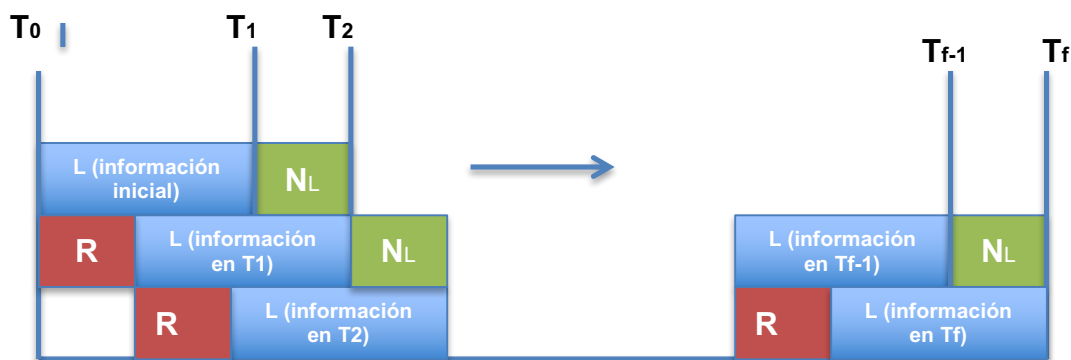 T0 T1 T2
Tf-1 Tf
L (información
inicial)
NL
R
L (información
en T1)
NL
L (información
en Tf-1)
NL
R
L (información
en T2)
R
L (información
en Tf)